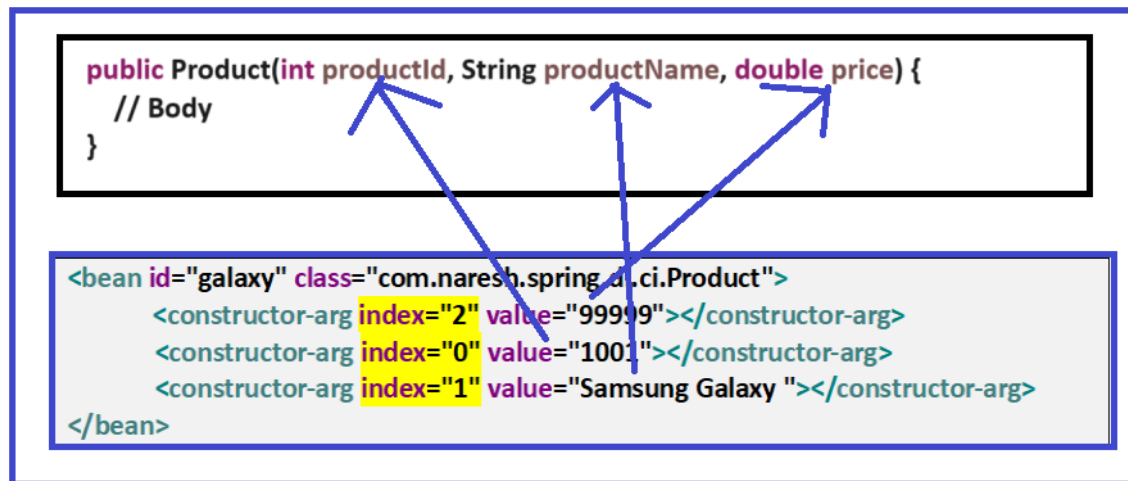 public Product(int productId, String productName, double price) {
// Body
}
<bean id="galaxy" class="com.naresh.spring.di.ci.Product">
<constructor-arg index="2" value="99999"></constructor-arg>
<constructor-arg index="0" value="1001"></constructor-arg>
<constructor-arg index="1" value="Samsung Galaxy "></constructor-arg>
</bean>